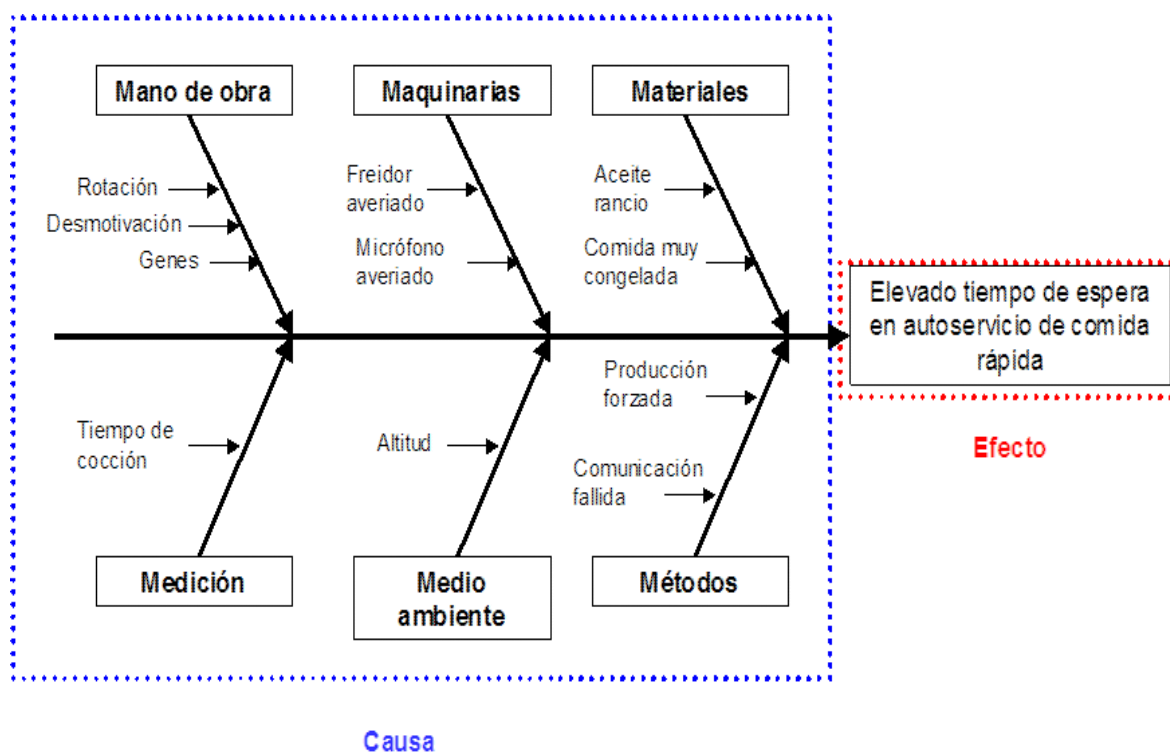 Mano de obra
Maquinarias
Materiales
Rotación
Desmotivación
Genes
Freidor
averiado
Micrófono
averiado
Aceite
rancio
Comida muy
congelada
Elevado tiempo de espera
en autoservicio de comida
rápida
Efecto
Tiempo de
cocción
Altitud
Producción
forzada
Comunicación
fallida
Medición
Medio
ambiente
Métodos
Causa